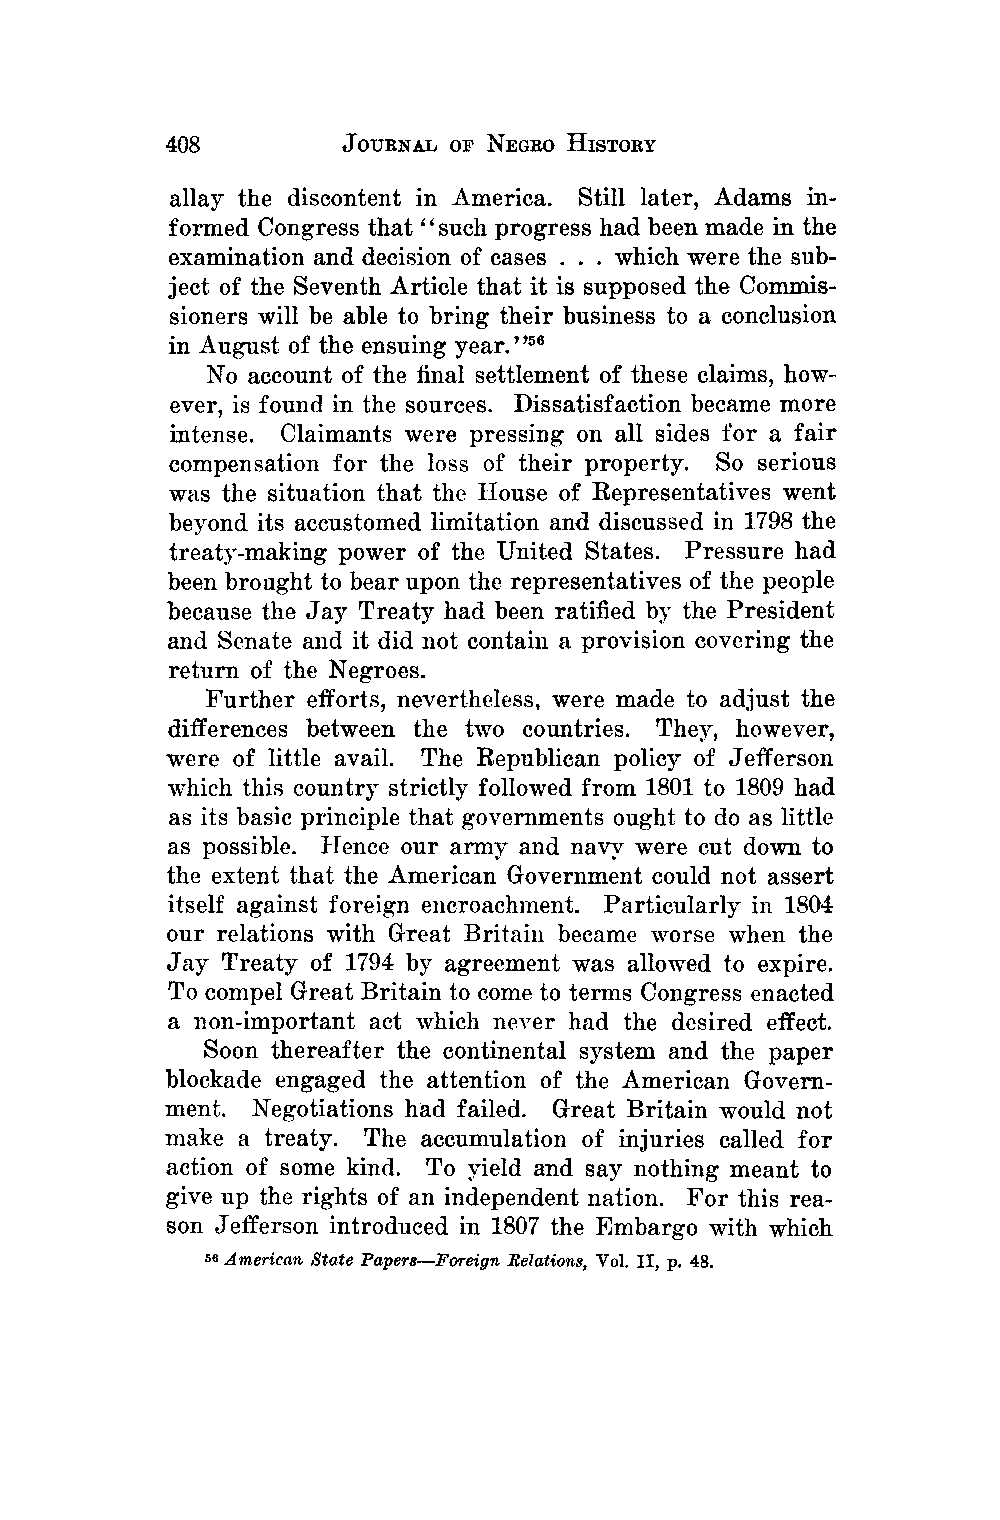 408 JOURNAL OF NEGRO HISTORY
allay the discontent in America. Still later, Adams in-
formed Congress that “such progress had been made in the
examination and decision of cases . . . which were the sub-
ject of the Seventh Article that it is supposed the Commis-
sioners will be able to bring their business to a conclusion
in August of the ensuing year.”56
No account of the final settlement of these claims, how-
ever, is found in the sources. Dissatisfaction became more
intense. Claimants were pressing on all sides for a fair
compensation for the loss of their property. So serious
was the situation that the House of Representatives went
beyond its accustomed limitation and discussed in 1798 the
treaty-making power of the United States. Pressure had
been brought to bear upon the representatives of the people
because the Jay Treaty had been ratified by the President
and Senate and it did not contain a provision covering the
return of the Negroes.
Further efforts, nevertheless, were made to adjust the
differences between the two countries. They, however,
were of little avail. The Republican policy of Jefferson
which this country strictly followed from 1801 to 1809 had
as its basic principle that governments ought to do as little
as possible. Hence our army and navy were cut down to
the extent that the American Government could not assert
itself against foreign encroachment. Particularly in 1804
our relations with Great Britain became worse when the
Jay Treaty of 1794 by agreement was allowed to expire.
To compel Great Britain to come to terms Congress enacted
a non-important act which never had the desired effect.
Soon thereafter the continental system and the paper
blockade engaged the attention of the American Govern-
ment. Negotiations had failed. Great Britain would not
make a treaty. The accumulation of injuries called for
action of some kind. To yield and say nothing meant to
give up the rights of an independent nation. For this rea-
son Jefferson introduced in 1807 the Embargo with which
56 American State Papers—Foreign Relations, Vol. II, p. 48.